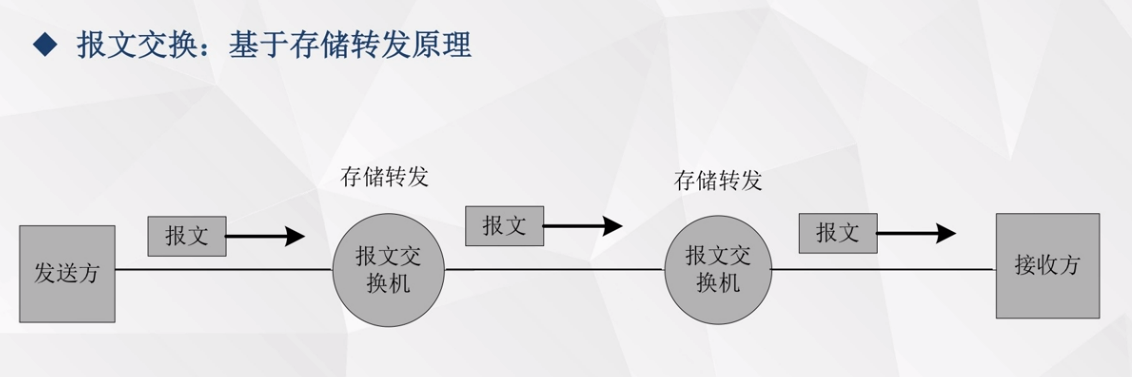 ◆ 报文交换：基于存储转发原理
存储转发
存储转发
报文
报文
报文
发送方
报文交
换机
报文交
换机
接收方